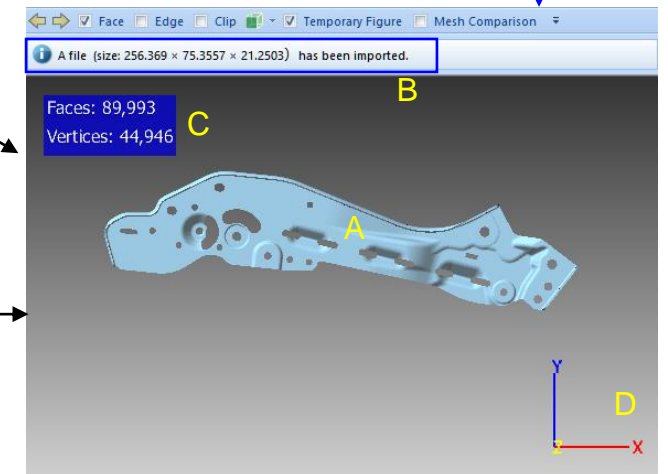 Face Edge Clip Temporary Figure Mesh Comparison
A file (size: 256.369 × 75.3557 × 21.2503) has been imported.
B
Faces: 89,993
Vertices: 44,946
C
A
Y
D
Z
X